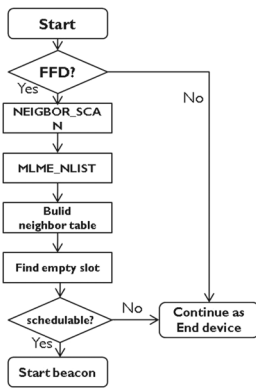 Start
FFD?
Yes
No
NEIGBOR_SCA
N
MLME_NLIST
Bulid
neighbor table
Find empty slot
schedulable?
No
Continue as
End device
Yes
Start beacon